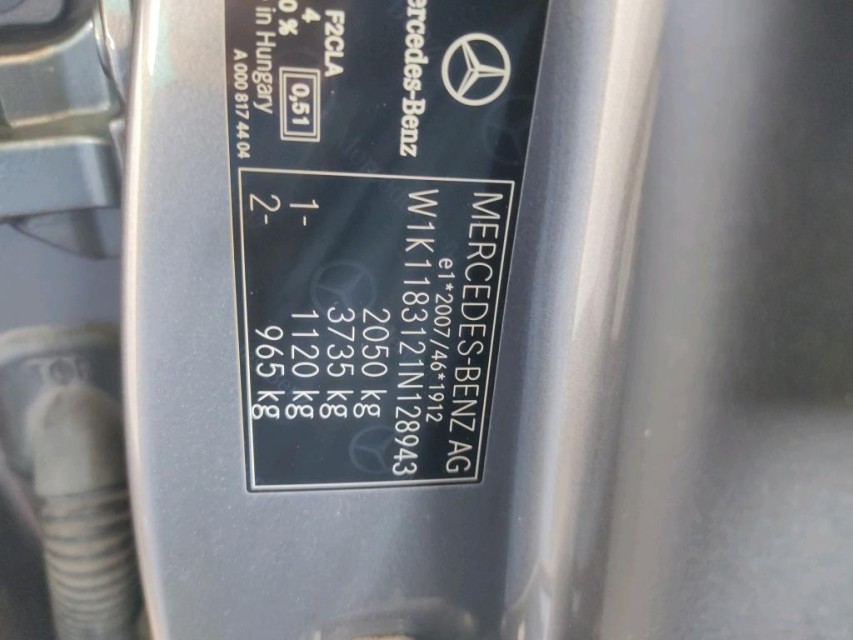 ercedes-Benz
F2CLA
4
0 %
0,51
in Hungary
A 000 817 44 04
MERCEDES-BENZ AG
e1*2007/46*1912
W1K1183121N128943
2050 kg
3735 kg
1- 1120 kg
2- 965 kg